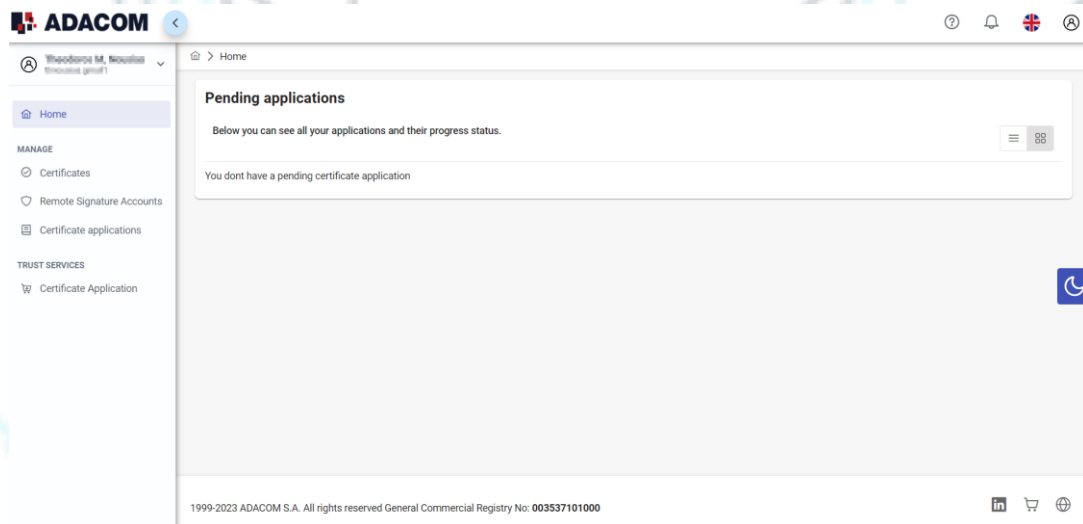 ADACOM
Home
Home
MANAGE
Certificates
Remote Signature Accounts
Certificate applications
TRUST SERVICES
Certificate Application
Pending applications
Below you can see all your applications and their progress status.
You dont have a pending certificate application
1999-2023 ADACOM S.A. All rights reserved General Commercial Registry No: 003537101000